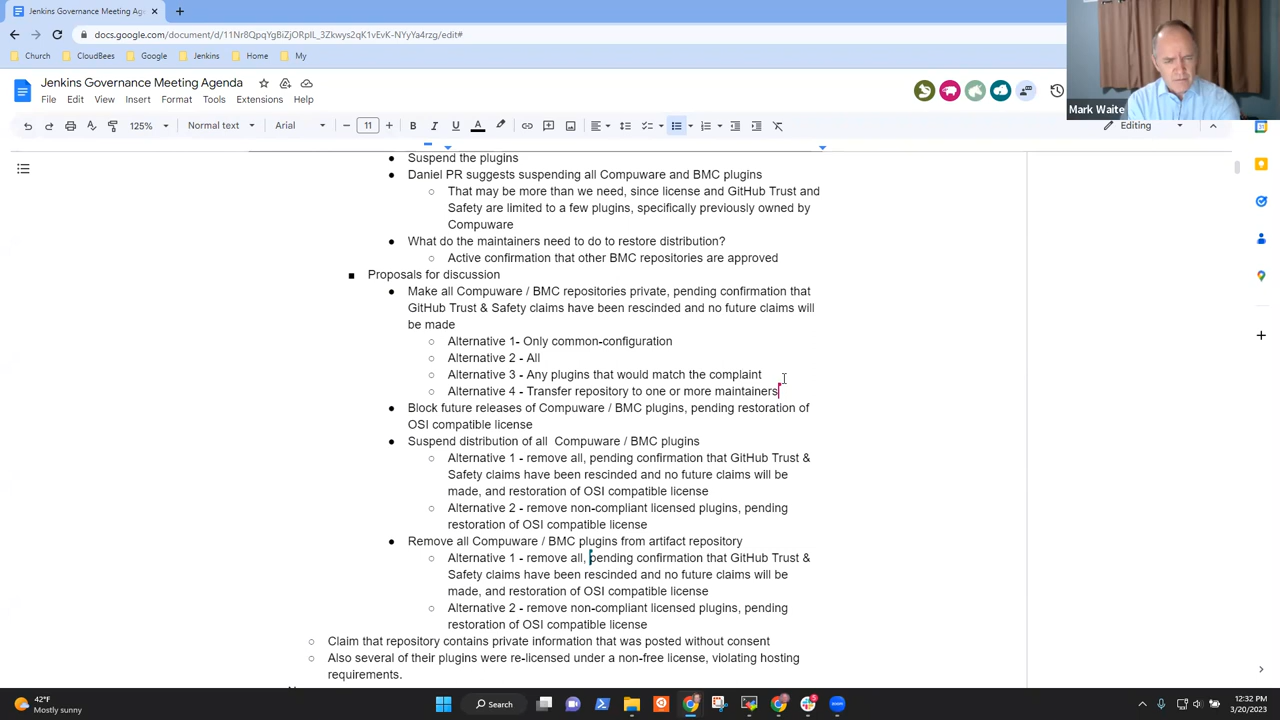 Jenkins Governance Meeting Age
docs.google.com/document/d/11Nr8QpqYgBiZjORpIL_3Zkwys2qK1vEvK-NYyYa4rzg/edit#
Church
CloudBees
Google
Jenkins
Home
My
Jenkins Governance Meeting Agenda
File Edit View Insert Format Tools Extensions Help
125% Normal text Arial 11 Editing
Mark Waite
Suspend the plugins
Daniel PR suggests suspending all Compuware and BMC plugins
That may be more than we need, since license and GitHub Trust and
Safety are limited to a few plugins, specifically previously owned by
Compuware
What do the maintainers need to do to restore distribution?
Active confirmation that other BMC repositories are approved
Proposals for discussion
Make all Compuware / BMC repositories private, pending confirmation that
GitHub Trust & Safety claims have been rescinded and no future claims will
be made
Alternative 1- Only common-configuration
Alternative 2 - All
Alternative 3 - Any plugins that would match the complaint
Alternative 4 - Transfer repository to one or more maintainers
Block future releases of Compuware / BMC plugins, pending restoration of
OSI compatible license
Suspend distribution of all Compuware / BMC plugins
Alternative 1 - remove all, pending confirmation that GitHub Trust &
Safety claims have been rescinded and no future claims will be
made, and restoration of OSI compatible license
Alternative 2 - remove non-compliant licensed plugins, pending
restoration of OSI compatible license
Remove all Compuware / BMC plugins from artifact repository
Alternative 1 - remove all, pending confirmation that GitHub Trust &
Safety claims have been rescinded and no future claims will be
made, and restoration of OSI compatible license
Alternative 2 - remove non-compliant licensed plugins, pending
restoration of OSI compatible license
Claim that repository contains private information that was posted without consent
Also several of their plugins were re-licensed under a non-free license, violating hosting
requirements.
42°F
Mostly sunny
Search
12:32 PM
3/20/2023